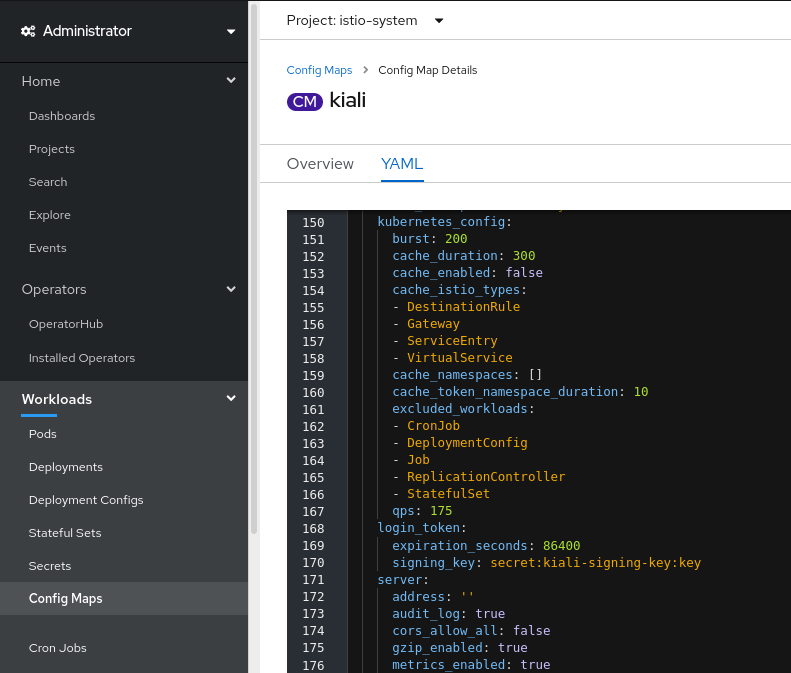 Administrator
Home
Dashboards
Projects
Search
Explore
Events
Operators
OperatorHub
Installed Operators
Workloads
Pods
Deployments
Deployment Configs
Stateful Sets
Secrets
Config Maps
Cron Jobs
Project: istio-system
Config Maps > Config Map Details
CM kiali
Overview YAML
150 kubernetes_config:
151 burst: 200
152 cache_duration: 300
153 cache_enabled: false
154 cache_istio_types:
155 - DestinationRule
156 - Gateway
157 - ServiceEntry
158 - VirtualService
159 cache_namespaces: []
160 cache_token_namespace_duration: 10
161 excluded_workloads:
162 - CronJob
163 - DeploymentConfig
164 - Job
165 - ReplicationController
166 - StatefulSet
167 qps: 175
168 login_token:
169 expiration_seconds: 86400
170 signing_key: secret:kiali-signing-key:key
171 server:
172 address: ''
173 audit_log: true
174 cors_allow_all: false
175 gzip_enabled: true
176 metrics_enabled: true